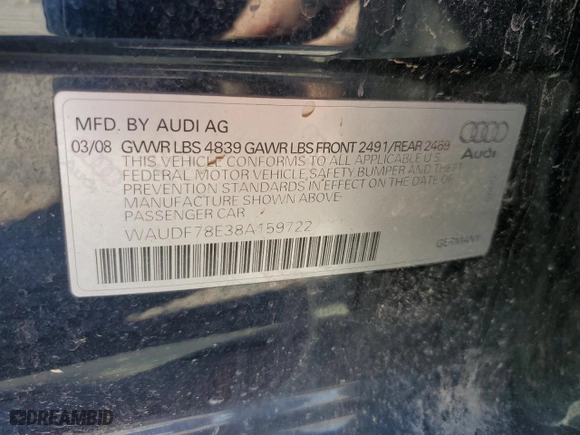 MFD. BY AUDI AG
03/08 GVWR LBS 4839 GAWR LBS FRONT 2491/REAR 2469
THIS VEHICLE CONFORMS TO ALL APPLICABLE U.S.
FEDERAL MOTOR VEHICLE, SAFETY BUMPER AND THEFT
PREVENTION STANDARDS IN EFFECT ON THE DATE OF
MANUFACTURE SHOWN ABOVE-
PASSENGER CAR
WAUDF78E38A159722
Audi
GERMANY
DREAMBID